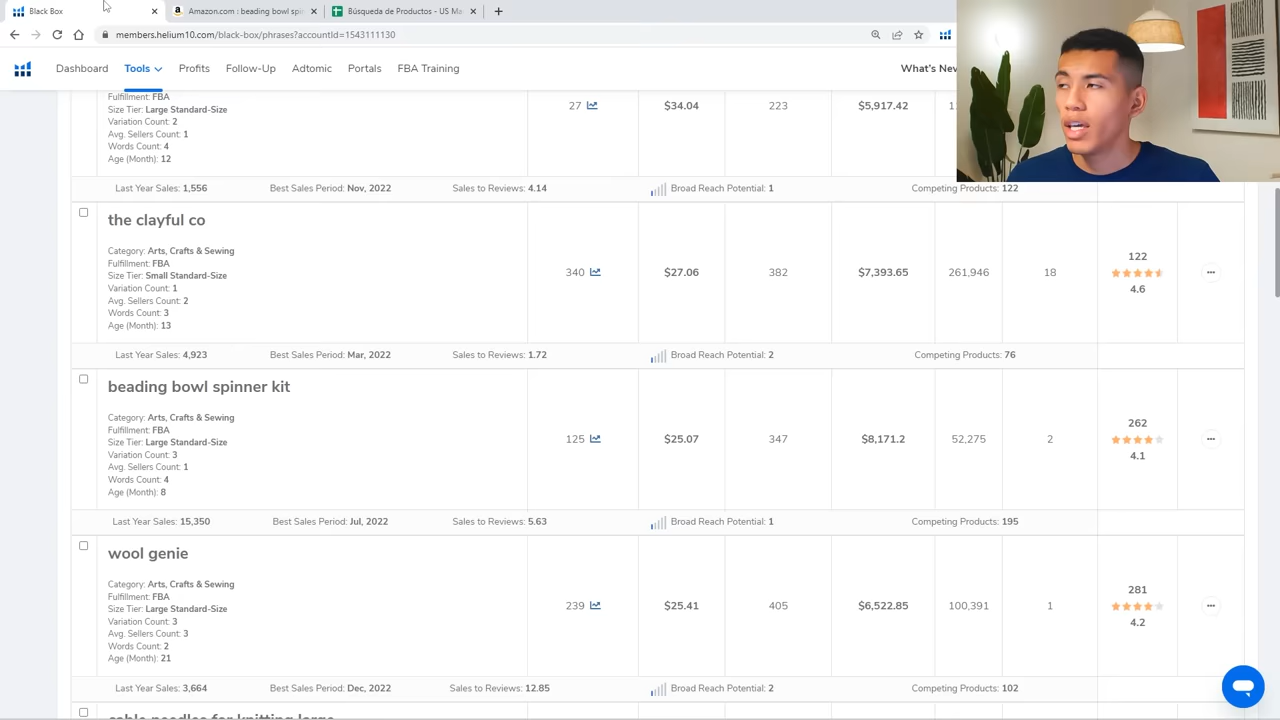 Black Box
Amazon.com : beading bowl spin
Búsqueda de Productos - US Ma
members.helium10.com/black-box/phrases?accountId=1543111130
Dashboard Tools Profits Follow-Up Adtomic Portals FBA Training What's New
Fulfillment: FBA
Size Tier: Large Standard-Size
Variation Count: 2
Avg. Sellers Count: 1
Words Count: 4
Age (Month): 12
27 $34.04 223 $5,917.42
Last Year Sales: 1,556 Best Sales Period: Nov, 2022 Sales to Reviews: 4.14 Broad Reach Potential: 1 Competing Products: 122
the clayful co
Category: Arts, Crafts & Sewing
Fulfillment: FBA
Size Tier: Small Standard-Size
Variation Count: 1
Avg. Sellers Count: 2
Words Count: 3
Age (Month): 13
340 $27.06 382 $7,393.65 261,946 18 122
4.6
Last Year Sales: 4,923 Best Sales Period: Mar, 2022 Sales to Reviews: 1.72 Broad Reach Potential: 2 Competing Products: 76
beading bowl spinner kit
Category: Arts, Crafts & Sewing
Fulfillment: FBA
Size Tier: Large Standard-Size
Variation Count: 3
Avg. Sellers Count: 1
Words Count: 4
Age (Month): 8
125 $25.07 347 $8,171.2 52,275 2 262
4.1
Last Year Sales: 15,350 Best Sales Period: Jul, 2022 Sales to Reviews: 5.63 Broad Reach Potential: 1 Competing Products: 195
wool genie
Category: Arts, Crafts & Sewing
Fulfillment: FBA
Size Tier: Large Standard-Size
Variation Count: 3
Avg. Sellers Count: 3
Words Count: 2
Age (Month): 21
239 $25.41 405 $6,522.85 100,391 1 281
4.2
Last Year Sales: 3,664 Best Sales Period: Dec, 2022 Sales to Reviews: 12.85 Broad Reach Potential: 2 Competing Products: 102
cable needles for knitting large